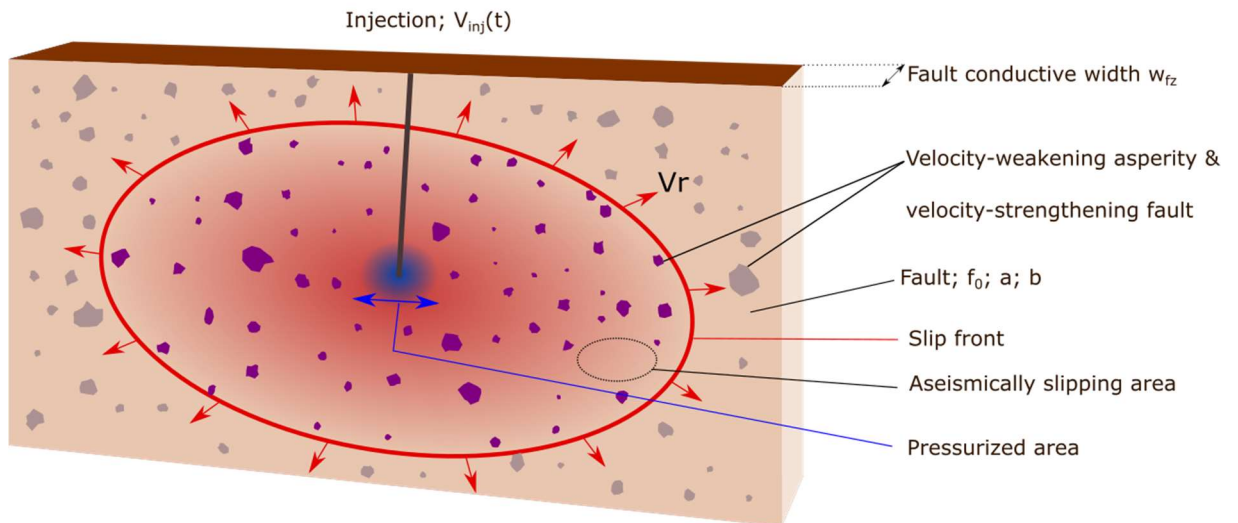 Injection; Vinj(t)
Fault conductive width wfz
Vr
Velocity-weakening asperity &
velocity-strengthening fault
Fault; f0; a; b
Slip front
Aseismically slipping area
Pressurized area